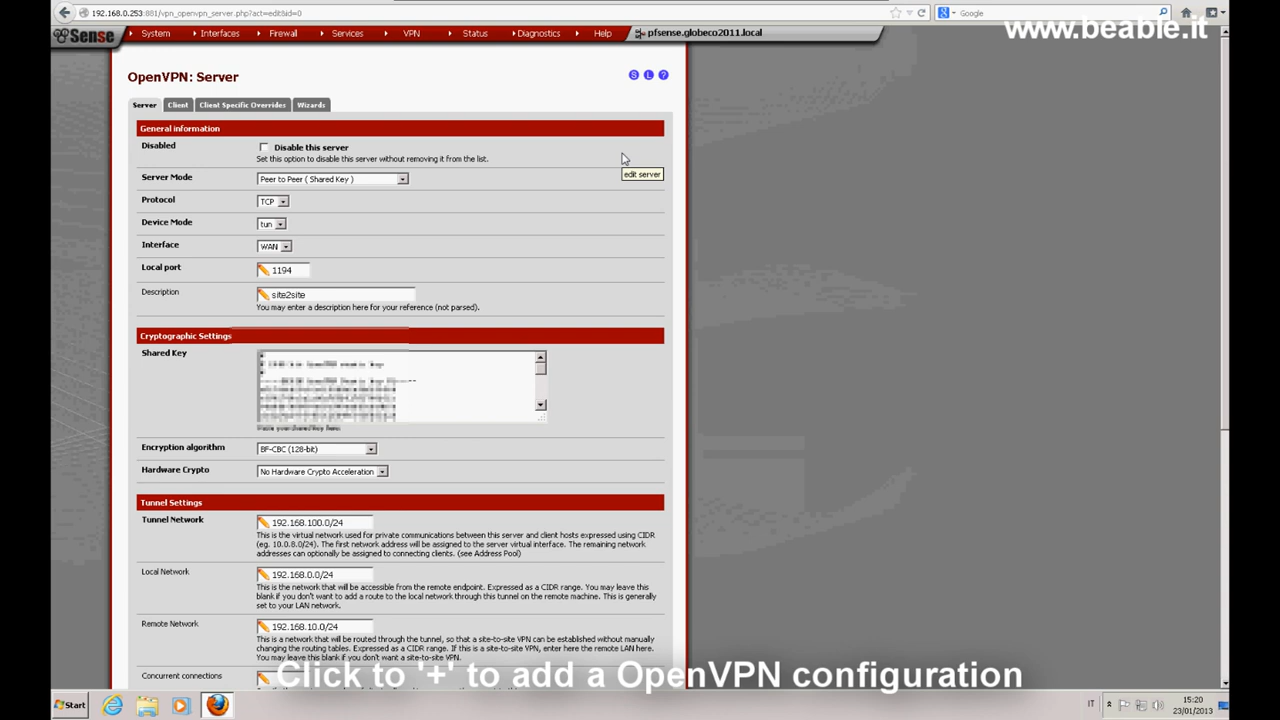 192.168.0.253:881/vpn_openvpn_server.php?act=edit&id=0
Google
www.beable.it
Sense
System
Interfaces
Firewall
Services
VPN
Status
Diagnostics
Help
pfsense.globeco2011.local
OpenVPN: Server
S L ?
Server
Client
Client Specific Overrides
Wizards
General information
Disabled
Disable this server
Set this option to disable this server without removing it from the list.
edit server
Server Mode
Peer to Peer ( Shared Key )
Protocol
TCP
Device Mode
tun
Interface
WAN
Local port
1194
Description
site2site
You may enter a description here for your reference (not parsed).
Cryptographic Settings
Shared Key
Paste your shared key here.
Encryption algorithm
BF-CBC (128-bit)
Hardware Crypto
No Hardware Crypto Acceleration
Tunnel Settings
Tunnel Network
192.168.100.0/24
This is the virtual network used for private communications between this server and client hosts expressed using CIDR
(eg. 10.0.8.0/24). The first network address will be assigned to the server virtual interface. The remaining network
addresses can optionally be assigned to connecting clients. (see Address Pool)
Local Network
192.168.0.0/24
This is the network that will be accessible from the remote endpoint. Expressed as a CIDR range. You may leave this
blank if you don't want to add a route to the local network through this tunnel on the remote machine. This is generally
set to your LAN network.
Remote Network
192.168.10.0/24
This is a network that will be routed through the tunnel, so that a site-to-site VPN can be established without manually
changing the routing tables. Expressed as a CIDR range. If this is a site-to-site VPN, enter here the remote LAN here.
You may leave this blank if you don't want a site-to-site VPN.
Concurrent connections
Click to '+' to add a OpenVPN configuration
Start
IT
15:20
23/01/2013